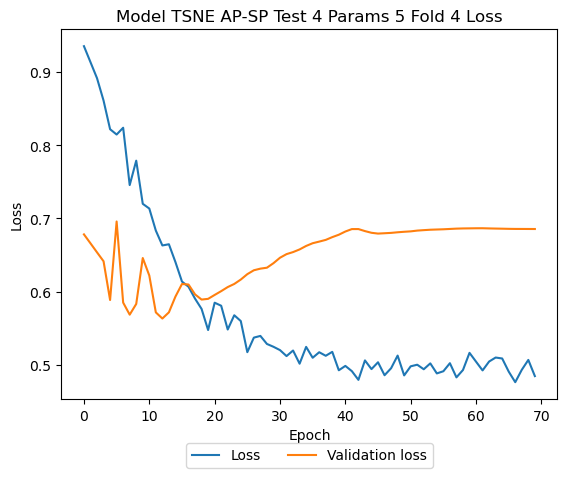 Model TSNE AP-SP Test 4 Params 5 Fold 4 Loss
0.9
0.8
0.7
0.6
0.5
Loss
0 10 20 30 40 50 60 70
Epoch
Loss Validation loss